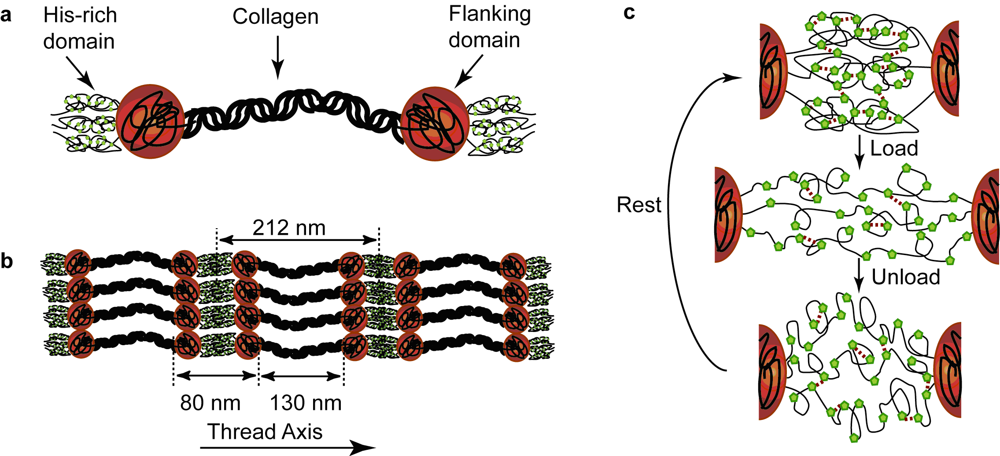 a
His-rich
domain
Collagen
Flanking
domain
b
212 nm
80 nm
130 nm
Thread Axis
c
Load
Rest
Unload